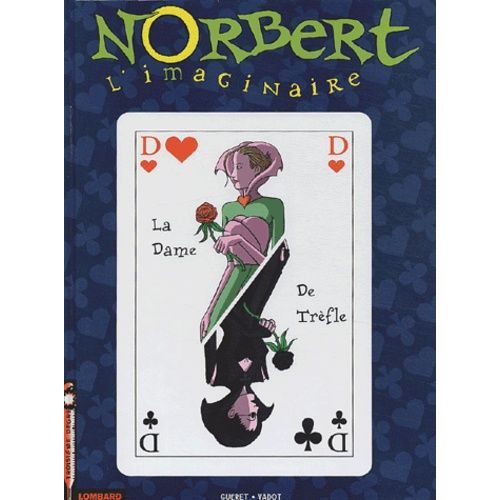 NORBERT
L'IMAGINAIRE
D D
La
Dame
De
Trèfle
D D
LOMBARD
GUERET • VADOT